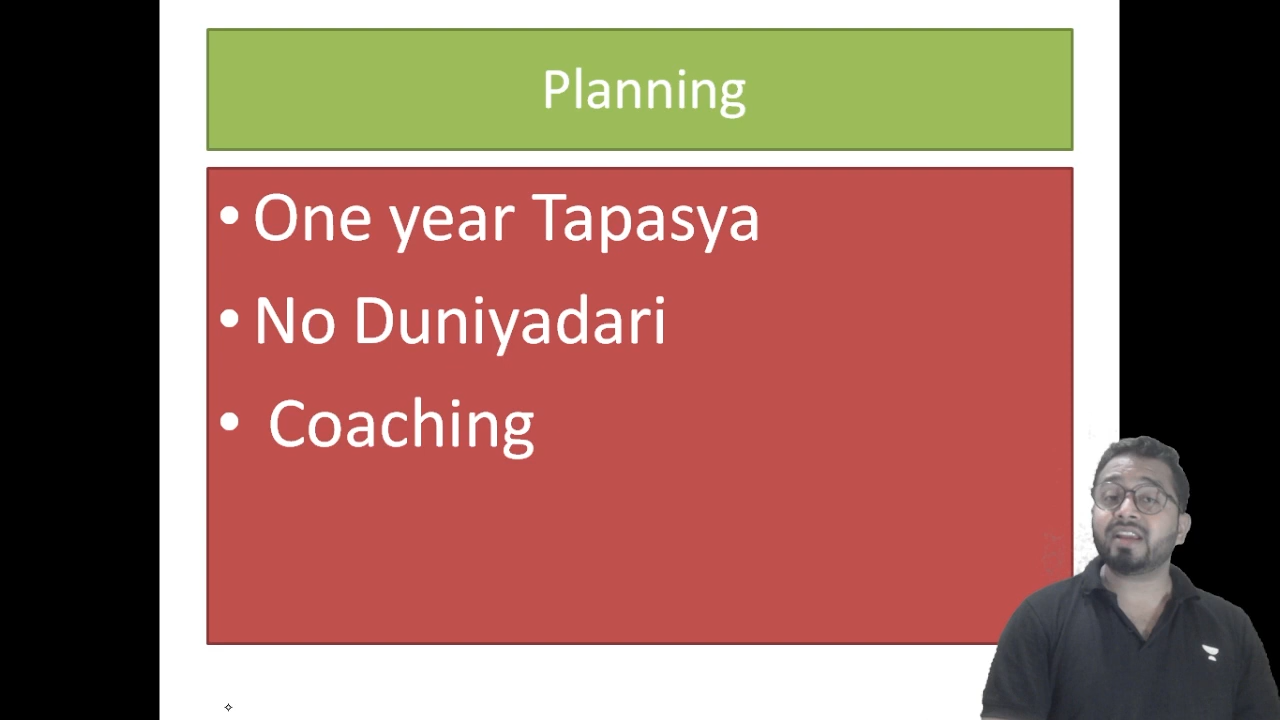 Planning
• One year Tapasya
• No Duniyadari
• Coaching